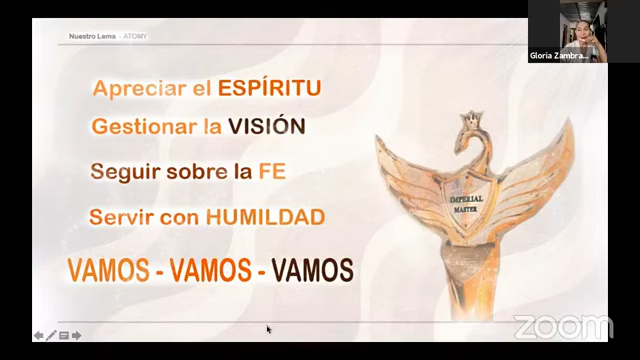 Nuestro Lema - ATOMY
Apreciar el ESPÍRITU
Gestionar la VISIÓN
Seguir sobre la FE
Servir con HUMILDAD
VAMOS - VAMOS - VAMOS
IMPERIAL
MASTER
Gloria Zambra...
zoom